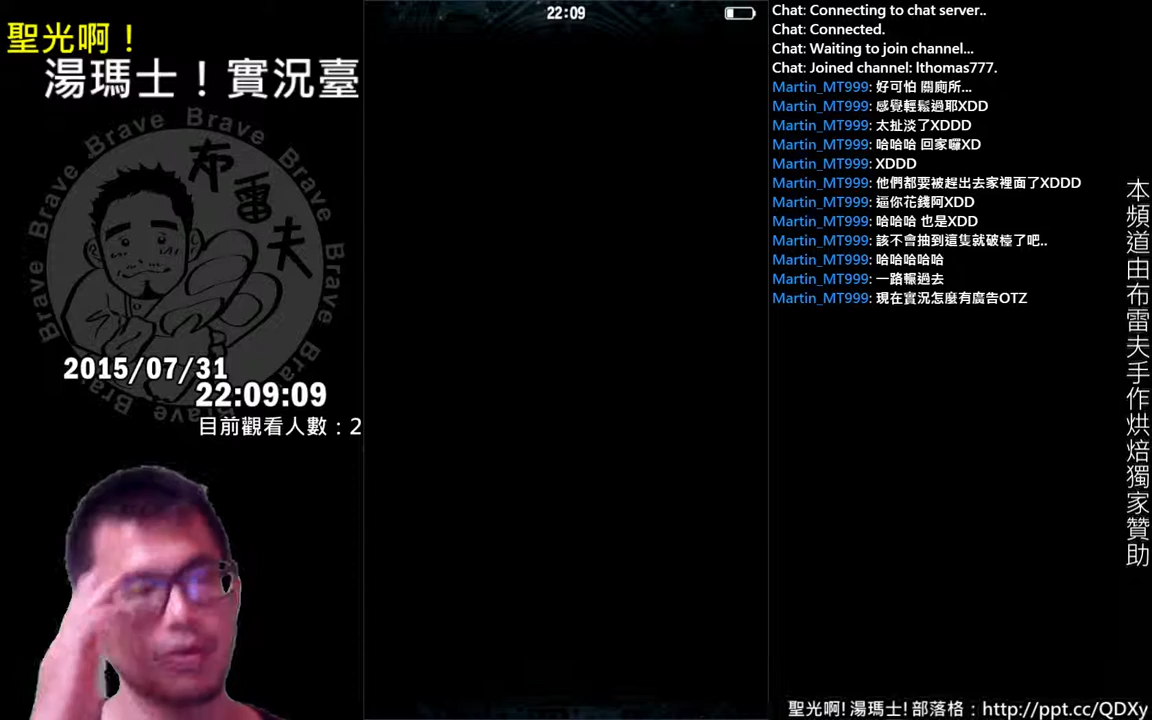 聖光啊！
湯瑪士！實況臺
Brave Brave Brave Brave Brave Brave Brave Brave
布雷夫
2015/07/31
22:09:09
目前觀看人數：2
22:09
Chat: Connecting to chat server..
Chat: Connected.
Chat: Waiting to join channel...
Chat: Joined channel: lthomas777.
Martin_MT999: 好可怕 關廁所...
Martin_MT999: 感覺輕鬆過耶XDD
Martin_MT999: 太扯淡了XDDD
Martin_MT999: 哈哈哈 回家囉XD
Martin_MT999: XDDD
Martin_MT999: 他們都要被趕出去家裡面了XDDD
Martin_MT999: 逼你花錢阿XDD
Martin_MT999: 哈哈哈 也是XDD
Martin_MT999: 該不會抽到這隻就破檯了吧..
Martin_MT999: 哈哈哈哈哈
Martin_MT999: 一路輾過去
Martin_MT999: 現在實況怎麼有廣告OTZ
本頻道由布雷夫手作烘焙獨家贊助
聖光啊! 湯瑪士! 部落格：http://ppt.cc/QDXy